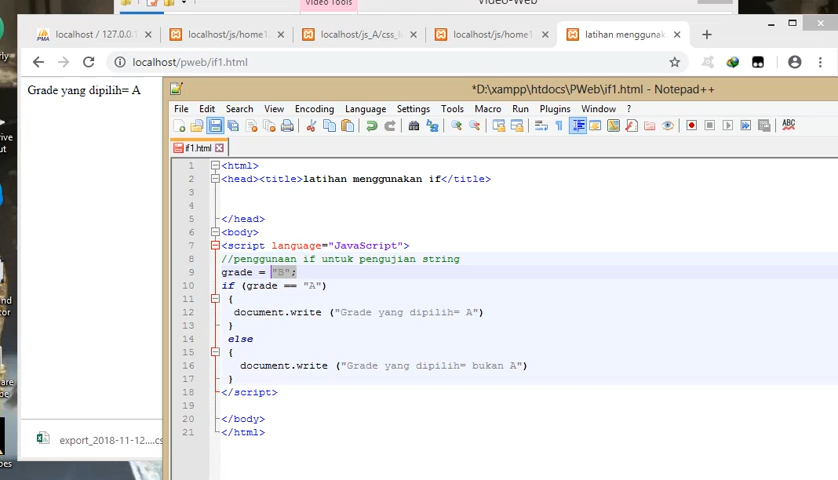 Video Tools
Video-Web
localhost / 127.0.0.1
localhost/js/home1
localhost/js_A/css_l
localhost/js/home1
latihan menggunak
localhost/pweb/if1.html
Grade yang dipilih= A
*D:\xampp\htdocs\PWeb\if1.html - Notepad++
File Edit Search View Encoding Language Settings Tools Macro Run Plugins Window ?
if1.html
1 <html>
2 <head><title>latihan menggunakan if</title>
3
4
5 </head>
6 <body>
7 <script language="JavaScript">
8 //penggunaan if untuk pengujian string
9 grade = "B";
10 if (grade == "A")
11 {
12 document.write ("Grade yang dipilih= A")
13 }
14 else
15 {
16 document.write ("Grade yang dipilih= bukan A")
17 }
18 </script>
19
20 </body>
21 </html>
export_2018-11-12....cs